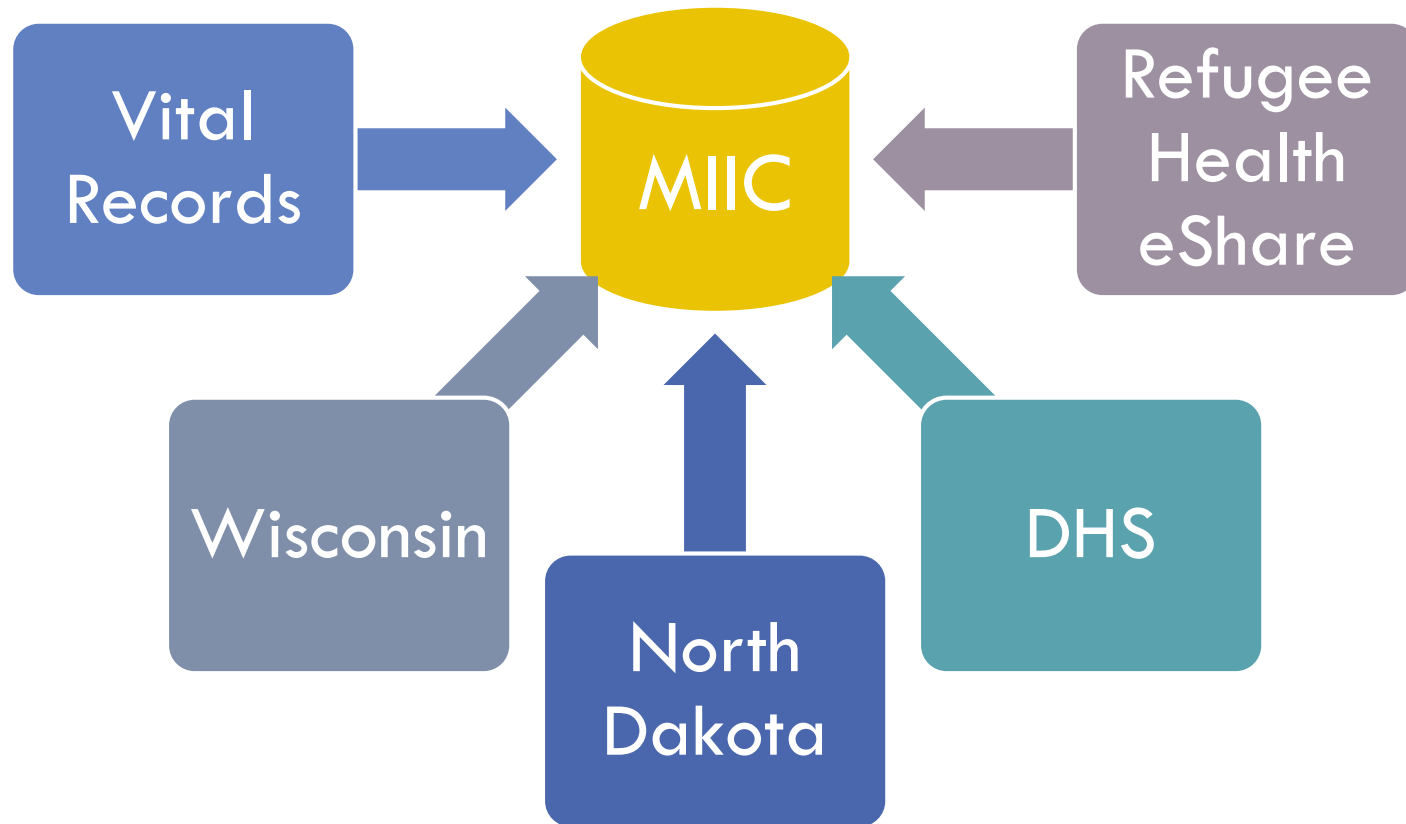 Vital
Records
MIIC
Refugee
Health
eShare
Wisconsin
North
Dakota
DHS